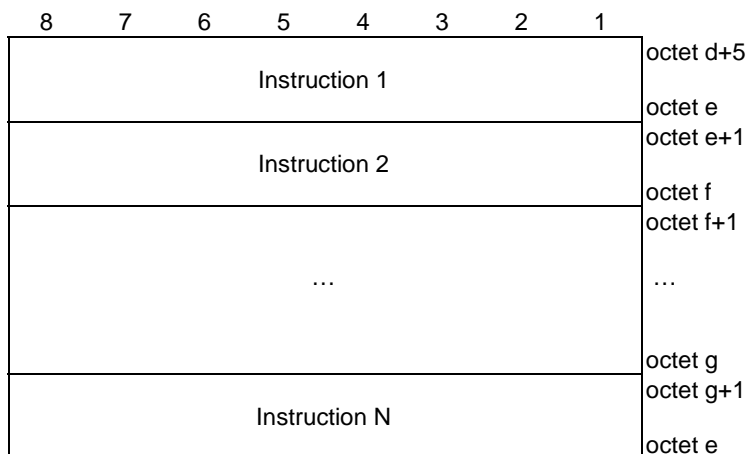 8 7 6 5 4 3 2 1
octet d+5
Instruction 1
octet e
octet e+1
Instruction 2
octet f
octet f+1
… …
octet g
octet g+1
Instruction N
octet e